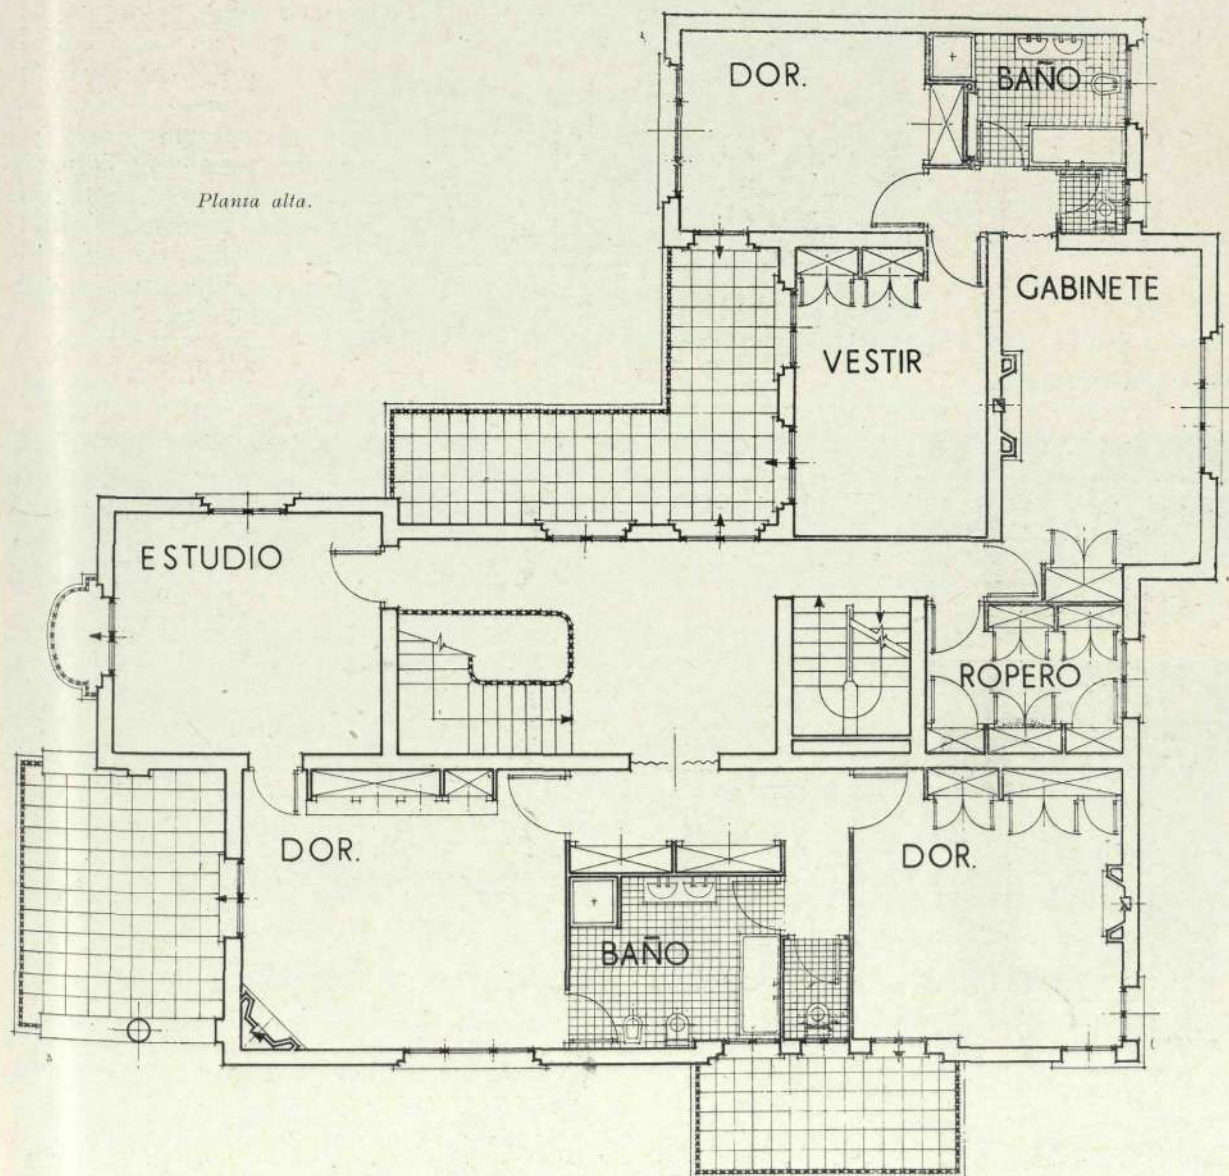 DOR.
BAÑO
Planta alta.
GABINETE
VESTIR
ESTUDIO
ROPERO
DOR.
DOR.
BAÑO